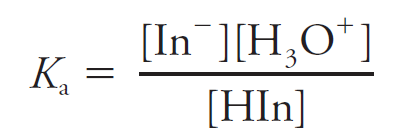 Kₐ = [In⁻][H₃O⁺]
[HIn]